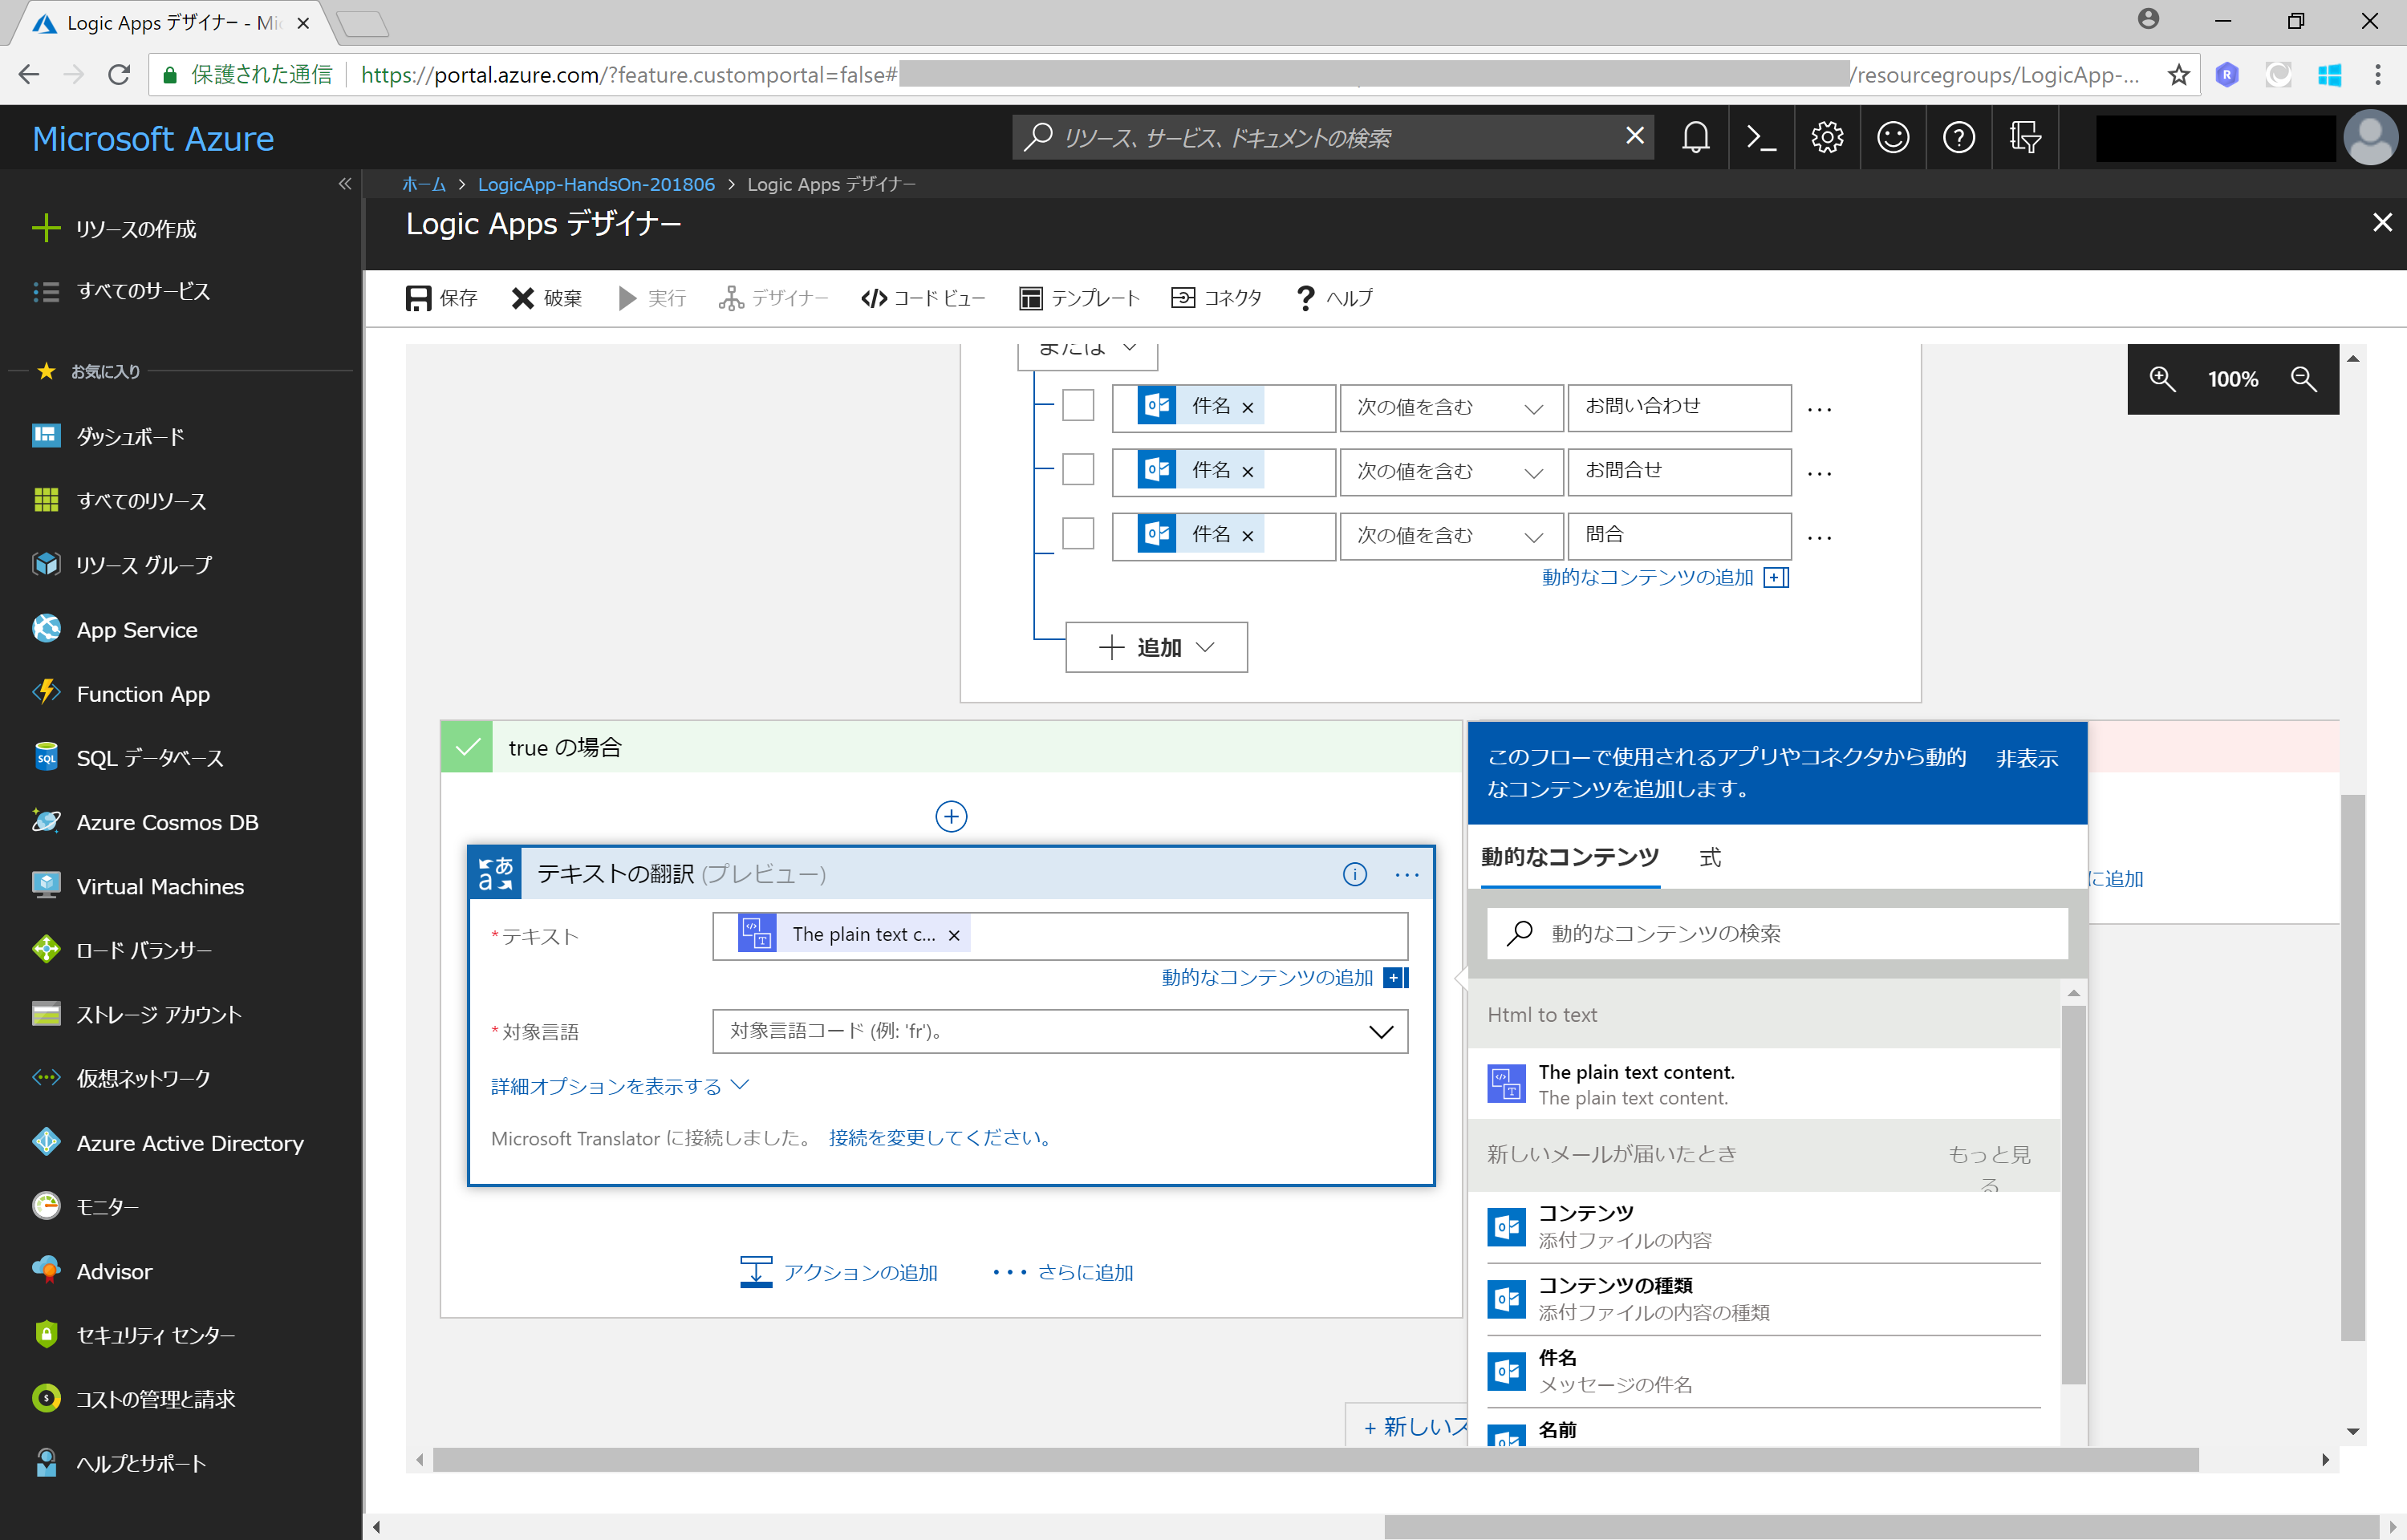 Logic Apps デザイナー - Mic
保護された通信
https://portal.azure.com/?feature.customportal=false#
/resourcegroups/LogicApp-...
Microsoft Azure
リソース、サービス、ドキュメントの検索
ホーム > LogicApp-HandsOn-201806 > Logic Apps デザイナー
Logic Apps デザイナー
リソースの作成
すべてのサービス
お気に入り
ダッシュボード
すべてのリソース
リソース グループ
App Service
Function App
SQL データベース
Azure Cosmos DB
Virtual Machines
ロード バランサー
ストレージ アカウント
仮想ネットワーク
Azure Active Directory
モニター
Advisor
セキュリティ センター
コストの管理と請求
ヘルプとサポート
保存 破棄 実行 デザイナー コード ビュー テンプレート コネクタ ヘルプ
または
100%
件名 × 次の値を含む お問い合わせ ...
件名 × 次の値を含む お問合せ ...
件名 × 次の値を含む 問合 ...
動的なコンテンツの追加
+ 追加
true の場合
テキストの翻訳 (プレビュー)
*テキスト The plain text c... ×
動的なコンテンツの追加
*対象言語 対象言語コード (例: 'fr')。
詳細オプションを表示する
Microsoft Translator に接続しました。 接続を変更してください。
アクションの追加 ... さらに追加
+ 新しいス
このフローで使用されるアプリやコネクタから動的
なコンテンツを追加します。
非表示
動的なコンテンツ 式
動的なコンテンツの検索
Html to text
The plain text content.
The plain text content.
新しいメールが届いたとき
もっと見
る
コンテンツ
添付ファイルの内容
コンテンツの種類
添付ファイルの内容の種類
件名
メッセージの件名
名前
に追加